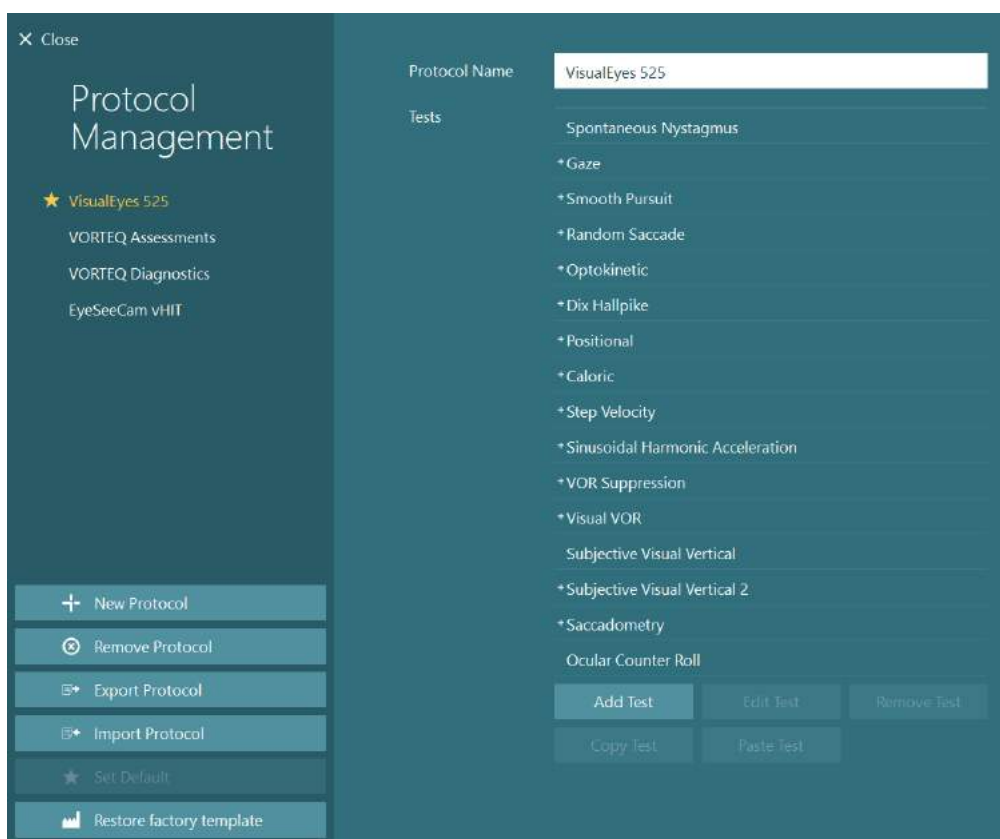 Close
Protocol
Management
VisualEyes 525
VORTEQ Assessments
VORTEQ Diagnostics
EyeSeeCam vHIT
New Protocol
Remove Protocol
Export Protocol
Import Protocol
Set Default
Restore factory template
Protocol Name
VisualEyes 525
Tests
Spontaneous Nystagmus
+Gaze
+Smooth Pursuit
+Random Saccade
+Optokinetic
+Dix Hallpike
+Positional
+Caloric
+Step Velocity
+Sinusoidal Harmonic Acceleration
+VOR Suppression
+Visual VOR
Subjective Visual Vertical
+Subjective Visual Vertical 2
+Saccadometry
Ocular Counter Roll
Add Test
Edit Test
Remove Test
Copy Test
Paste Test